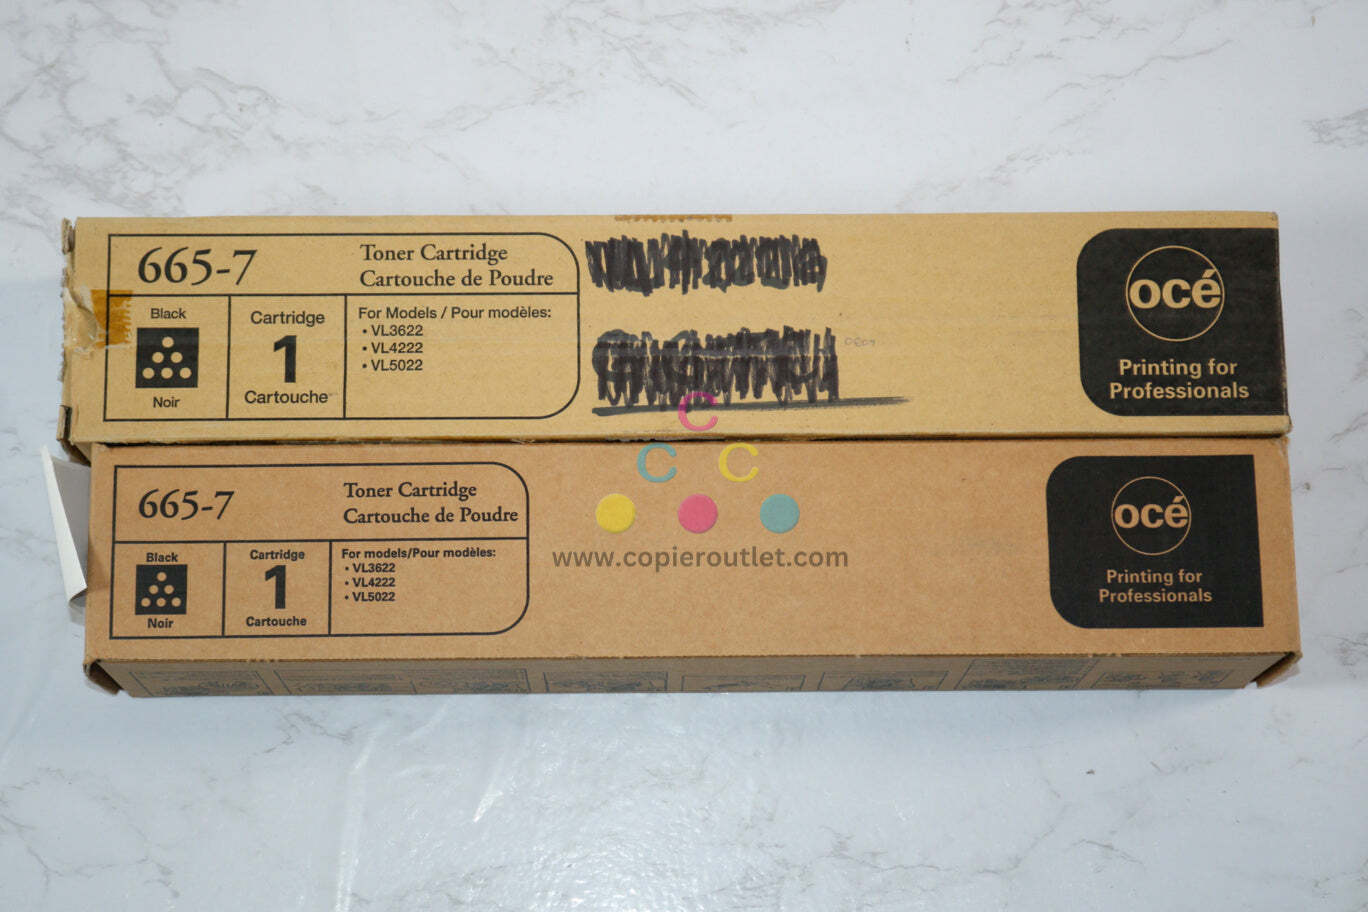 665-7
Toner Cartridge
Cartouche de Poudre
Black
Noir
Cartridge
1
Cartouche
For Models / Pour modèles:
• VL3622
• VL4222
• VL5022
océ
Printing for
Professionals
665-7
Toner Cartridge
Cartouche de Poudre
Black
Noir
Cartridge
1
Cartouche
For models/Pour modèles:
• VL3622
• VL4222
• VL5022
C
C C
www.copieroutlet.com
océ
Printing for
Professionals